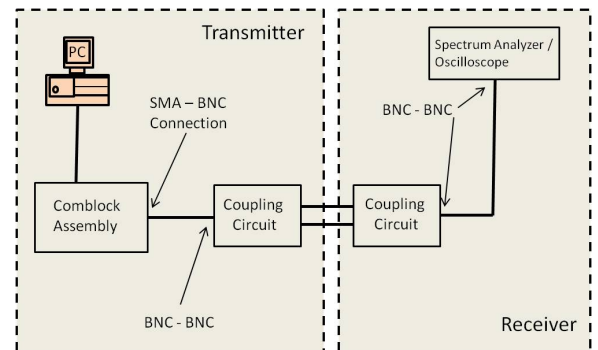 Transmitter
PC
SMA – BNC
Connection
Comblock
Assembly
Coupling
Circuit
BNC - BNC
Spectrum Analyzer /
Oscilloscope
BNC - BNC
Coupling
Circuit
Receiver